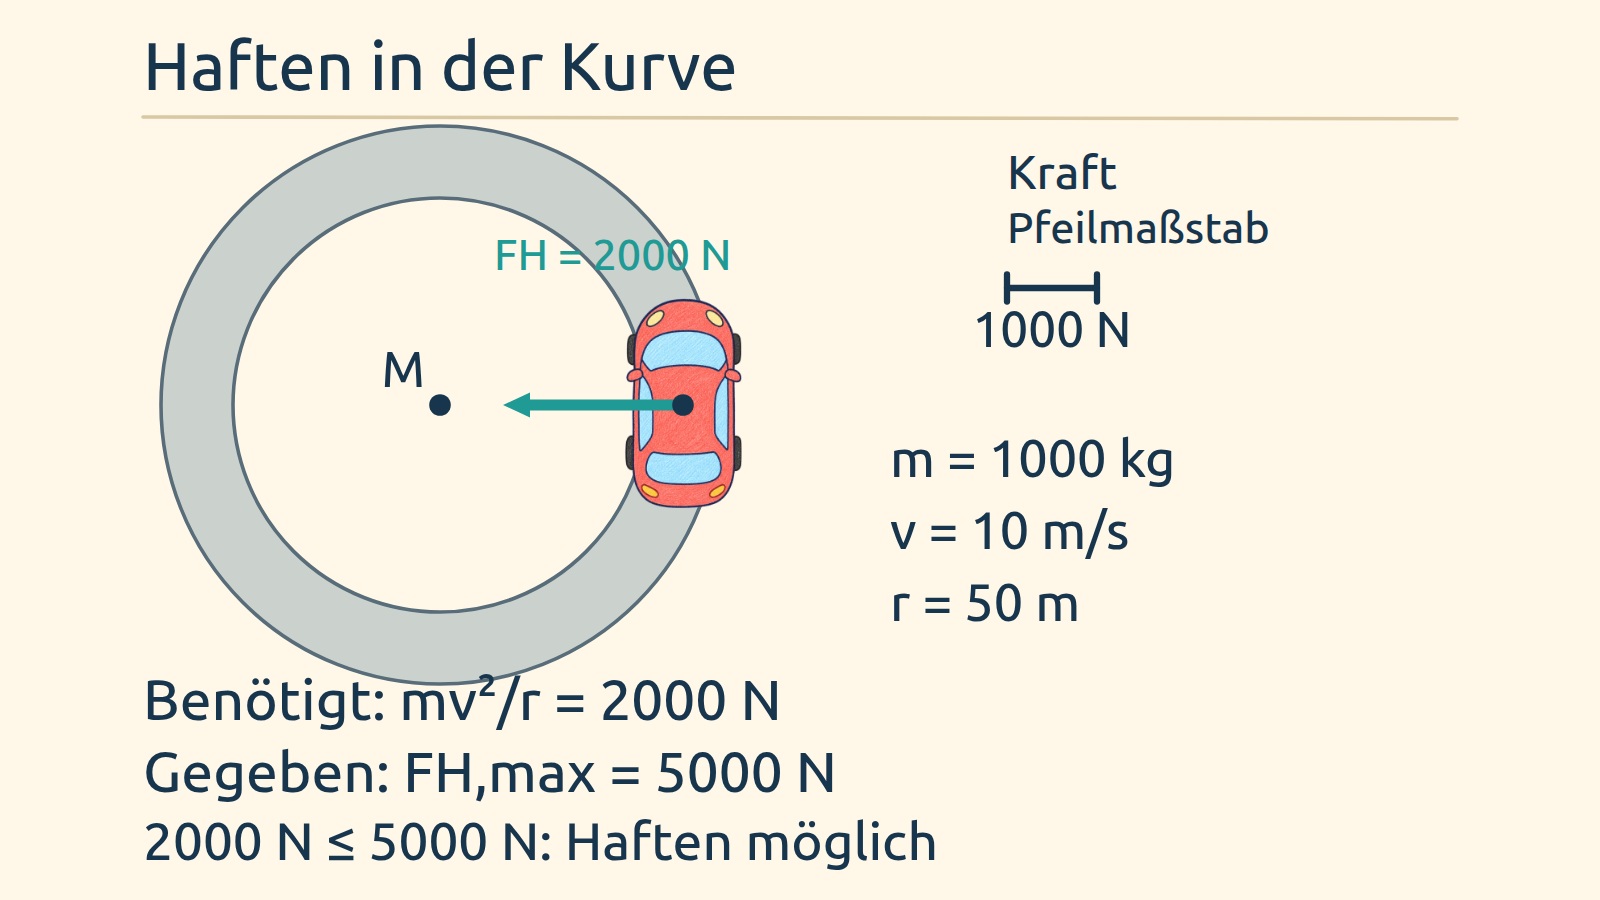 Haften in der Kurve
Kraft
Pfeilmaßstab
1000 N
FH = 2000 N
M
m = 1000 kg
v = 10 m/s
r = 50 m
Benötigt: mv²/r = 2000 N
Gegeben: FH,max = 5000 N
2000 N ≤ 5000 N: Haften möglich